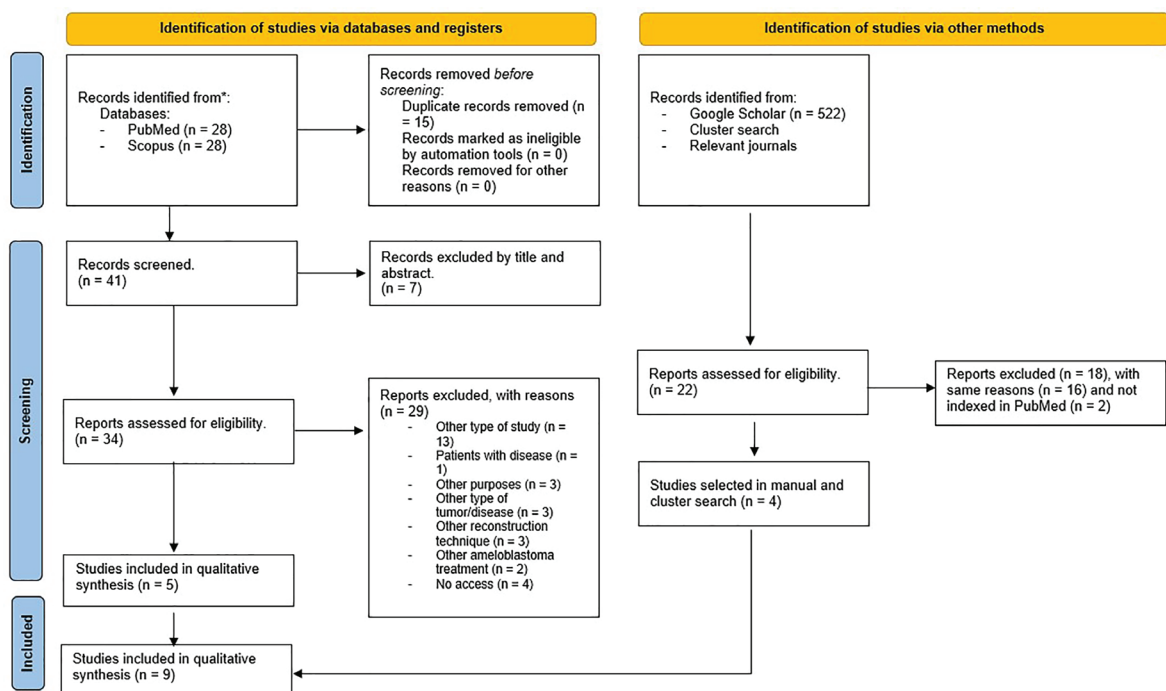 Identification of studies via databases and registers
Identification of studies via other methods
Identification
Records identified from*:
Databases:
- PubMed (n = 28)
- Scopus (n = 28)
Records removed before
screening:
Duplicate records removed (n
= 15)
Records marked as ineligible
by automation tools (n = 0)
Records removed for other
reasons (n = 0)
Records identified from:
- Google Scholar (n = 522)
- Cluster search
- Relevant journals
Screening
Records screened.
(n = 41)
Records excluded by title and
abstract.
(n = 7)
Reports assessed for eligibility.
(n = 34)
Reports excluded, with reasons
(n = 29)
- Other type of study (n =
13)
- Patients with disease (n =
1)
- Other purposes (n = 3)
- Other type of
tumor/disease (n = 3)
- Other reconstruction
technique (n = 3)
- Other ameloblastoma
treatment (n = 2)
- No access (n = 4)
Reports assessed for eligibility.
(n = 22)
Reports excluded (n = 18), with
same reasons (n = 16) and not
indexed in PubMed (n = 2)
Studies selected in manual and
cluster search (n = 4)
Studies included in qualitative
synthesis (n = 5)
Included
Studies included in qualitative
synthesis (n = 9)